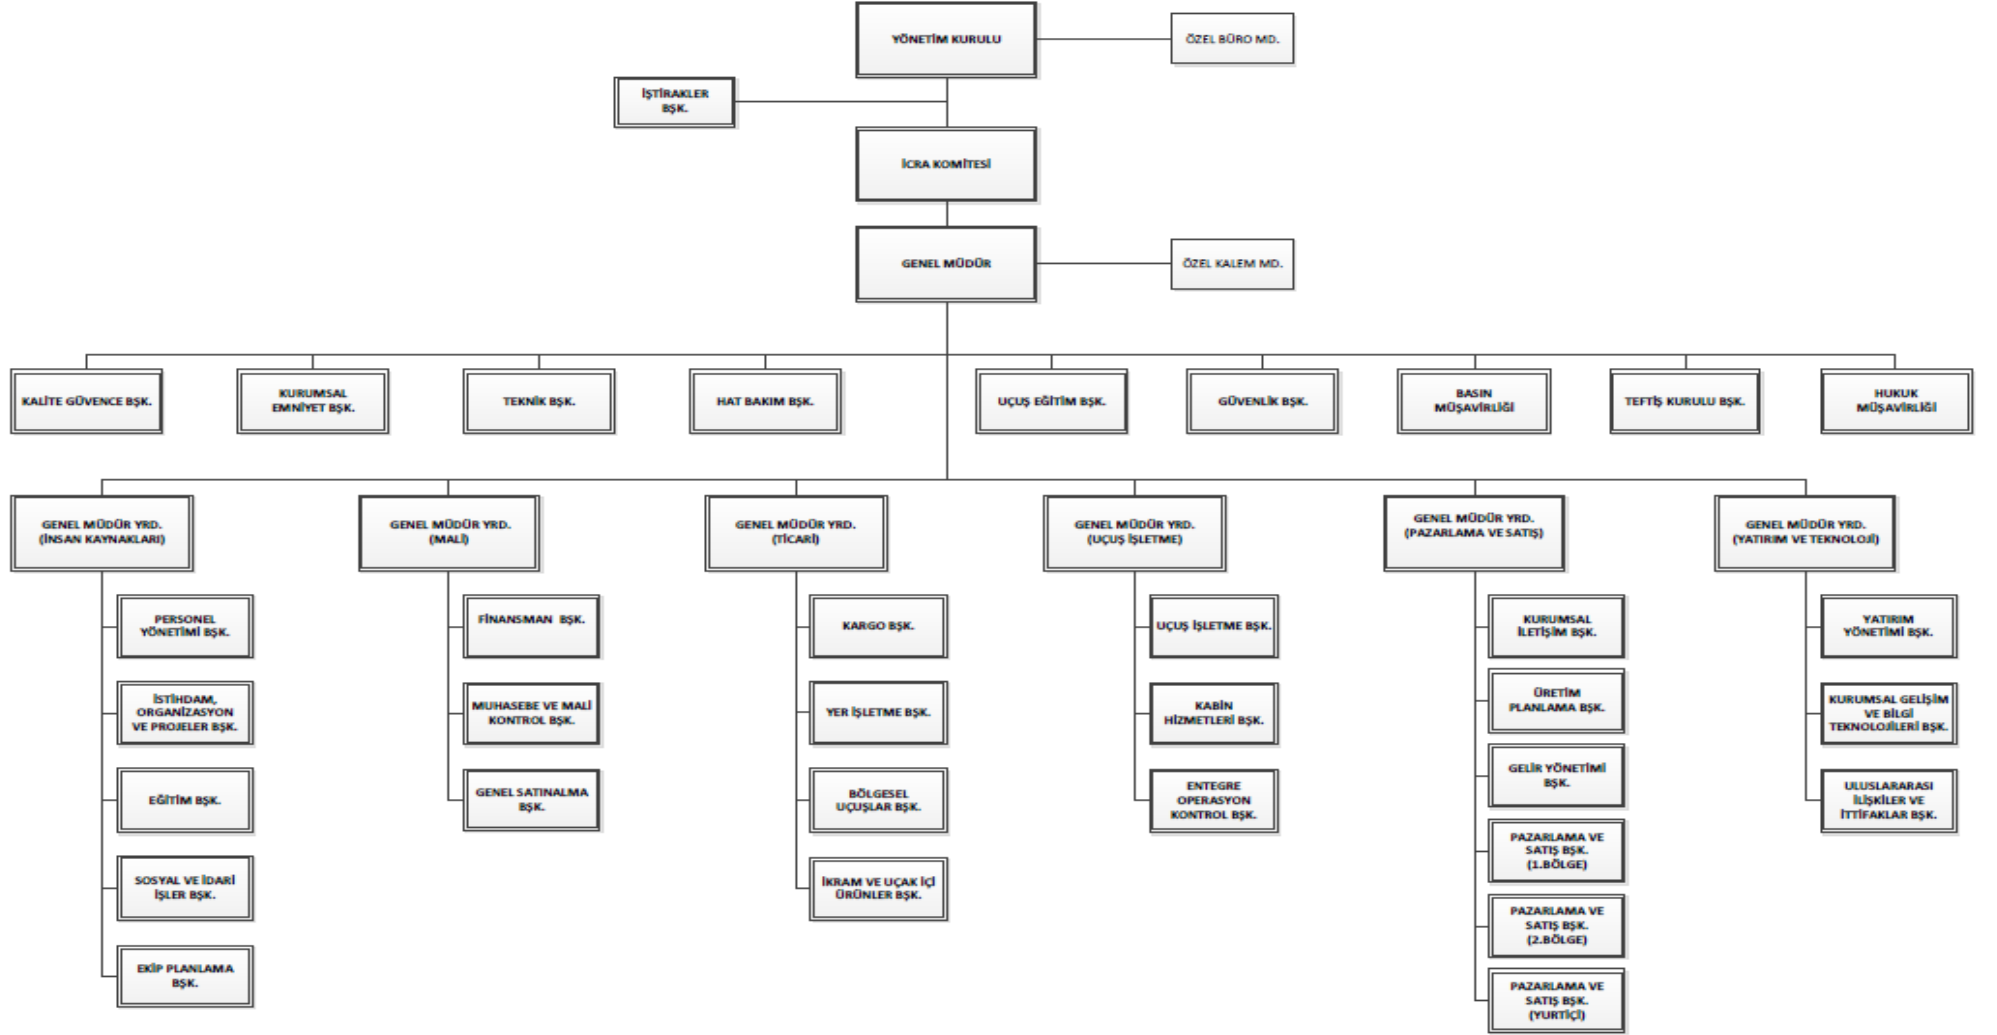 YÖNETİM KURULU
ÖZEL BÜRO MD.
İŞTİRAKLER
BŞK.
İCRA KOMİTESİ
GENEL MÜDÜR
ÖZEL KALEM MD.
KALİTE GÜVENCE BŞK.
KURUMSAL
EMNİYET BŞK.
TEKNİK BŞK.
HAT BAKIM BŞK.
UÇUŞ EĞİTİM BŞK.
GÜVENLİK BŞK.
BASIN
MÜŞAVİRLİĞİ
TEFTİŞ KURULU BŞK.
HUKUK
MÜŞAVİRLİĞİ
GENEL MÜDÜR YRD.
(İNSAN KAYNAKLARI)
PERSONEL
YÖNETİMİ BŞK.
İSTİHDAM,
ORGANİZASYON
VE PROJELER BŞK.
EĞİTİM BŞK.
SOSYAL VE İDARİ
İŞLER BŞK.
EKİP PLANLAMA
BŞK.
GENEL MÜDÜR YRD.
(MALİ)
FİNANSMAN  BŞK.
MUHASEBE VE MALİ
KONTROL BŞK.
GENEL SATINALMA
BŞK.
GENEL MÜDÜR YRD.
(TİCARİ)
KARGO BŞK.
YER İŞLETME BŞK.
BÖLGESEL
UÇUŞLAR BŞK.
İKRAM VE UÇAK İÇİ
ÜRÜNLER BŞK.
GENEL MÜDÜR YRD.
(UÇUŞ İŞLETME)
UÇUŞ İŞLETME BŞK.
KABİN
HİZMETLERİ BŞK.
ENTEGRE
OPERASYON
KONTROL BŞK.
GENEL MÜDÜR YRD.
(PAZARLAMA VE SATIŞ)
KURUMSAL
İLETİŞİM BŞK.
ÜRETİM
PLANLAMA BŞK.
GELİR YÖNETİMİ
BŞK.
PAZARLAMA VE
SATIŞ BŞK.
(1.BÖLGE)
PAZARLAMA VE
SATIŞ BŞK.
(2.BÖLGE)
PAZARLAMA VE
SATIŞ BŞK.
(YURTİÇİ)
GENEL MÜDÜR YRD.
(YATIRIM VE TEKNOLOJİ)
YATIRIM
YÖNETİMİ BŞK.
KURUMSAL GELİŞİM
VE BİLGİ
TEKNOLOJİLERİ BŞK.
ULUSLARARASI
İLİŞKİLER VE
İTTİFAKLAR BŞK.